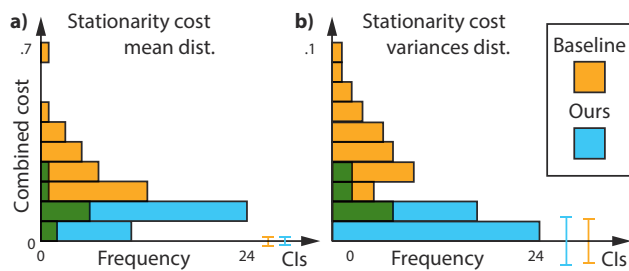 a) Stationarity cost
mean dist.
b) Stationarity cost
variances dist.
.7
.1
Combined cost
Baseline
Ours
0
0
Frequency
24
CIs
0
Frequency
24
CIs